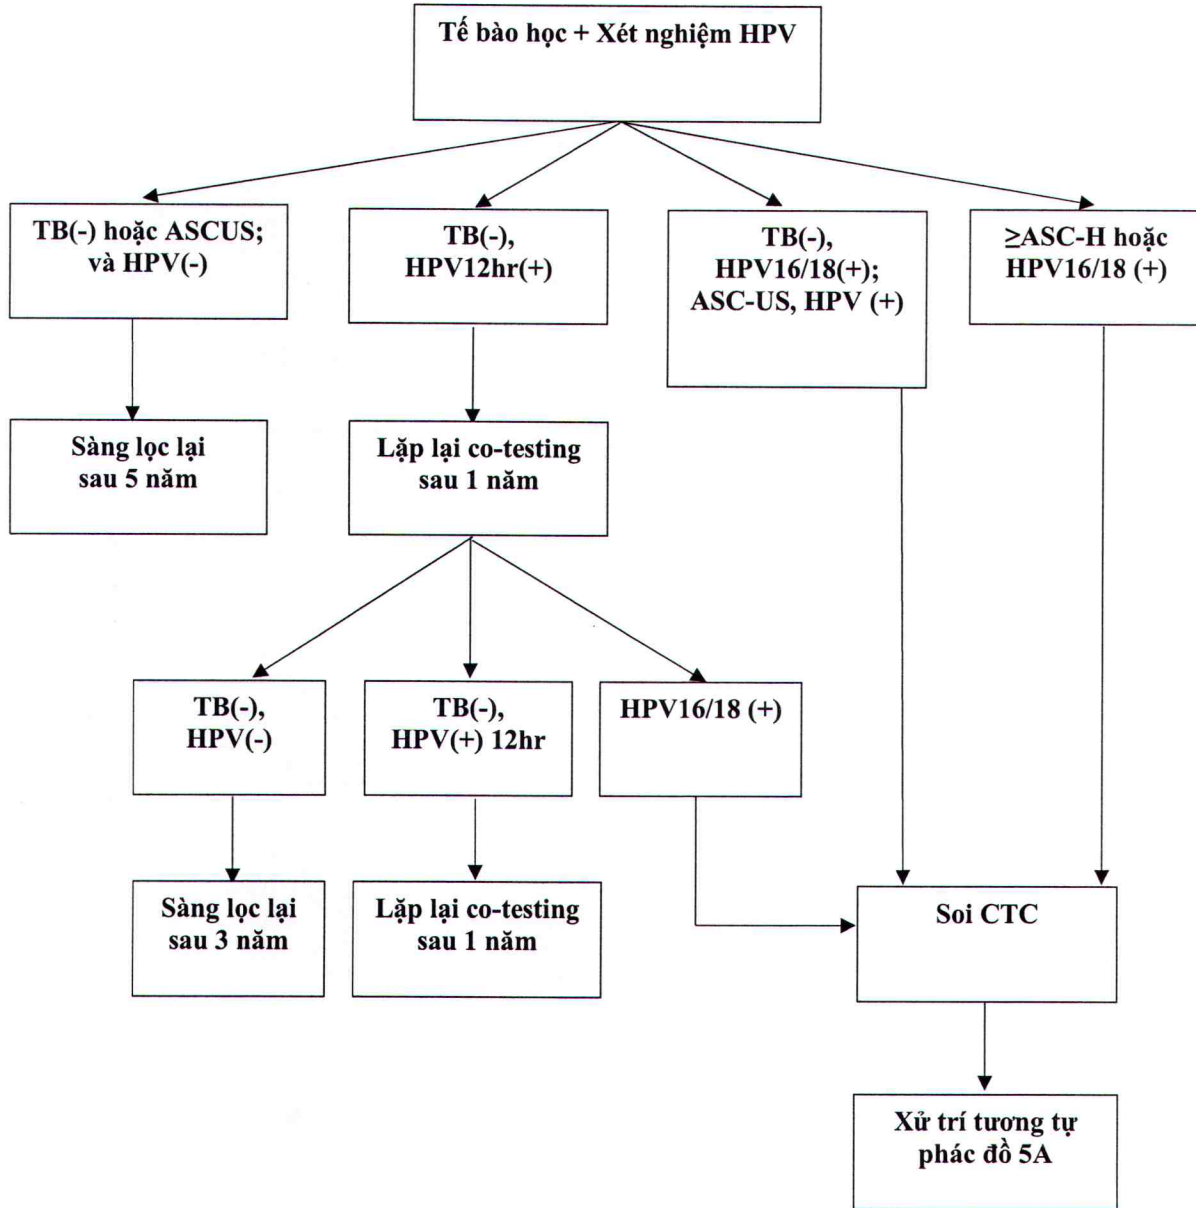 Tế bào học + Xét nghiệm HPV
TB(-) hoặc ASCUS;
và HPV(-)
TB(-),
HPV12hr(+)
TB(-),
HPV16/18(+);
ASC-US, HPV (+)
≥ASC-H hoặc
HPV16/18 (+)
Sàng lọc lại
sau 5 năm
Lặp lại co-testing
sau 1 năm
TB(-),
HPV(-)
TB(-),
HPV(+) 12hr
HPV16/18 (+)
Sàng lọc lại
sau 3 năm
Lặp lại co-testing
sau 1 năm
Soi CTC
Xử trí tương tự
phác đồ 5A